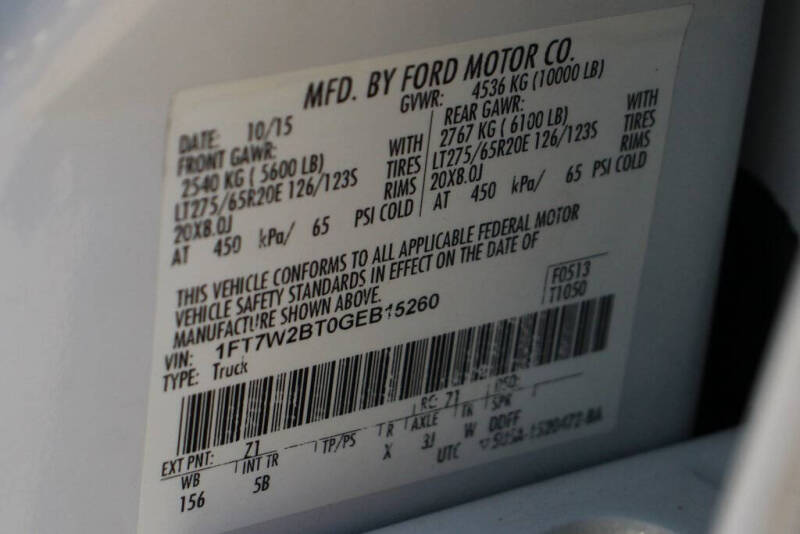 MFD. BY FORD MOTOR CO.
DATE: 10/15 GVWR: 4536 KG (10000 LB)
FRONT GAWR: REAR GAWR:
2540 KG ( 5600 LB) WITH 2767 KG ( 6100 LB) WITH
LT275/65R20E 126/123S TIRES LT275/65R20E 126/123S TIRES
20X8.0J RIMS 20X8.0J RIMS
AT 450 kPa/ 65 PSI COLD AT 450 kPa/ 65 PSI COLD
THIS VEHICLE CONFORMS TO ALL APPLICABLE FEDERAL MOTOR
VEHICLE SAFETY STANDARDS IN EFFECT ON THE DATE OF
MANUFACTURE SHOWN ABOVE.
F0513
VIN: 1FT7W2BT0GEB15260 T1050
TYPE: Truck
EXT PNT: Z1 RC: 71 DSO:
WB INT TR TP/PS R AXLE TR SPR
156 5B X 3J W DDFF
UTC